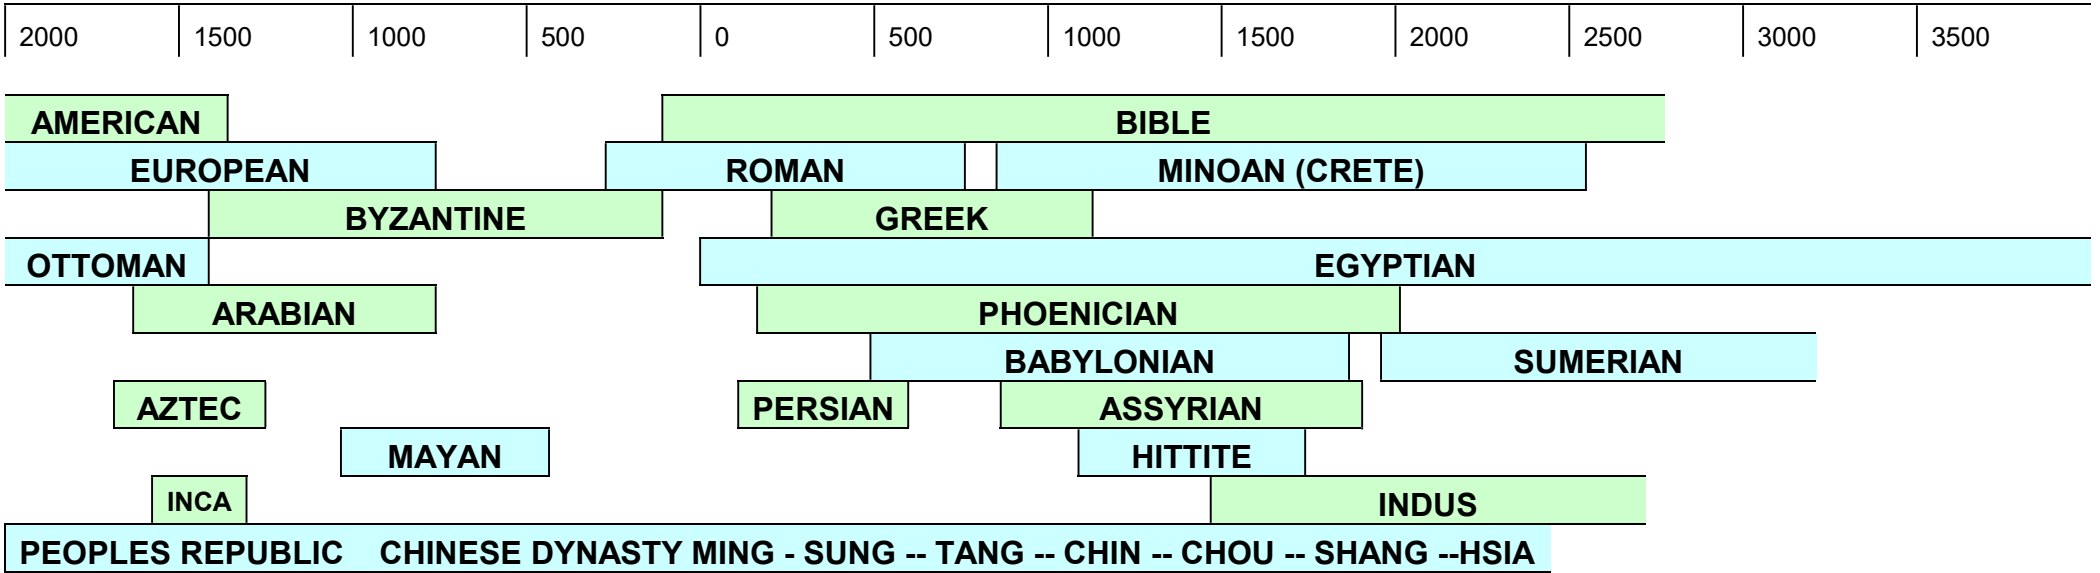 2000 1500 1000 500 0 500 1000 1500 2000 2500 3000 3500
AMERICAN BIBLE
EUROPEAN ROMAN MINOAN (CRETE)
BYZANTINE GREEK
OTTOMAN EGYPTIAN
ARABIAN PHOENICIAN
BABYLONIAN SUMERIAN
AZTEC PERSIAN ASSYRIAN
MAYAN HITTITE
INCA INDUS
PEOPLES REPUBLIC CHINESE DYNASTY MING - SUNG -- TANG -- CHIN -- CHOU -- SHANG --HSIA